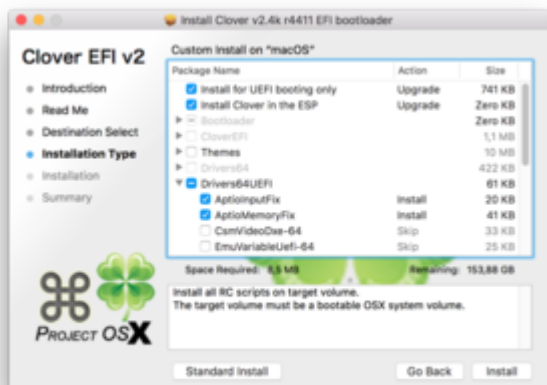 Install Clover v2.4k r4411 EFI bootloader
Clover EFI v2
Custom Install on "macOS"
Package Name Action Size
Install for UEFI booting only Upgrade 741 KB
Install Clover in the ESP Upgrade Zero KB
Bootloader Zero KB
CloverEFI 1,1 MB
Themes 10 MB
Drivers64 422 KB
Drivers64UEFI 61 KB
AptioInputFix Install 20 KB
AptioMemoryFix Install 41 KB
CsmVideoDxe-64 Skip 33 KB
EmuVariableUefi-64 Skip 25 KB
Introduction
Read Me
Destination Select
Installation Type
Installation
Summary
Space Required: 8,5 MB Remaining: 153,88 GB
Install all RC scripts on target volume.
The target volume must be a bootable OSX system volume.
PROJECT OSX
Standard Install Go Back Install